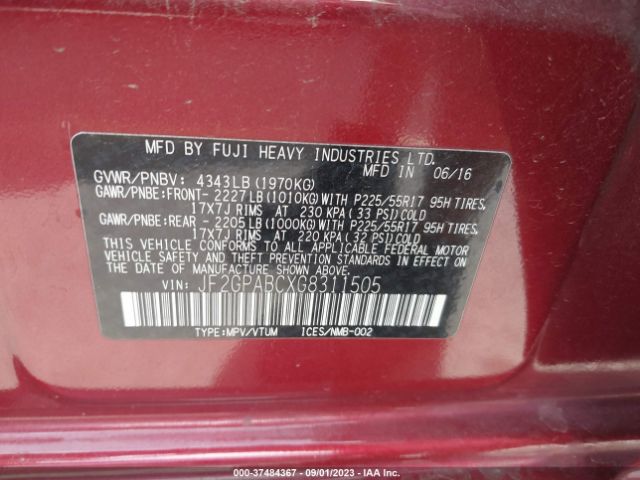 MFD BY FUJI HEAVY INDUSTRIES LTD.
GVWR/PNBV: 4343LB (1970KG) MFD IN 06/16
GAWR/PNBE:FRONT- 2227LB(1010KG)WITH P225/55R17 95H TIRES,
17X7J RIMS AT 230 KPA(33 PSI)COLD
GAWR/PNBE:REAR - 2205LB(1000KG)WITH P225/55R17 95H TIRES,
17X7J RIMS AT 220 KPA(32 PSI)COLD
THIS VEHICLE CONFORMS TO ALL APPLICABLE FEDERAL MOTOR
VEHICLE SAFETY AND THEFT PREVENTION STANDARDS IN EFFECT
ON THE DATE OF MANUFACTURE SHOWN ABOVE.
VIN: JF2GPABCXG8311505
TYPE:MPV/VTUM ICES/NMB-002
000-37484367 - 09/01/2023 - IAA, Inc.